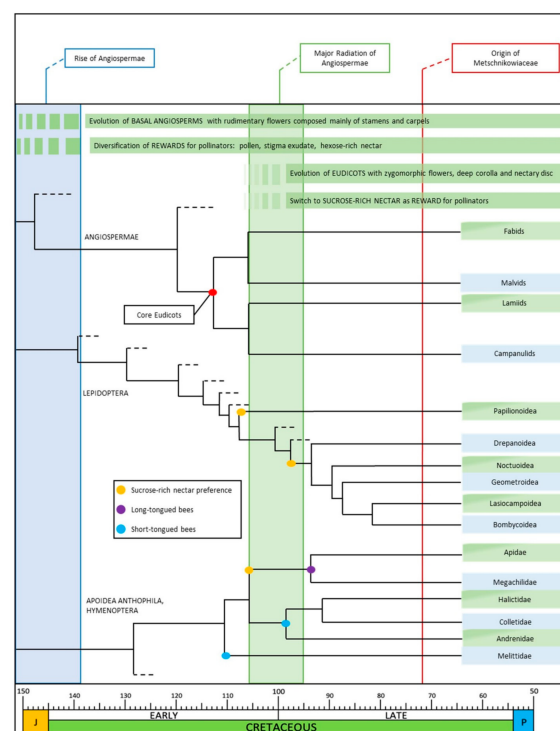 Rise of Angiospermae
Major Radiation of
Angiospermae
Origin of
Metschnikowiaceae
Evolution of BASAL ANGIOSPERMS with rudimentary flowers composed mainly of stamens and carpels
Diversification of REWARDS for pollinators: pollen, stigma exudate, hexose-rich nectar
Evolution of EUDICOTS with zygomorphic flowers, deep corolla and nectary disc
Switch to SUCROSE-RICH NECTAR as REWARD for pollinators
ANGIOSPERMAE
Fabids
Malvids
Core Eudicots
Lamiids
Campanulids
LEPIDOPTERA
Papilionoidea
Drepanoidea
Noctuoidea
Geometroidea
Lasiocampoidea
Bombycoidea
Sucrose-rich nectar preference
Long-tongued bees
Short-tongued bees
Apidae
Megachilidae
APOIDEA ANTHOPHILA,
HYMENOPTERA
Halictidae
Colletidae
Andrenidae
Melittidae
150 140 130 120 110 100 90 80 70 60 50
J EARLY LATE P
CRETACEOUS